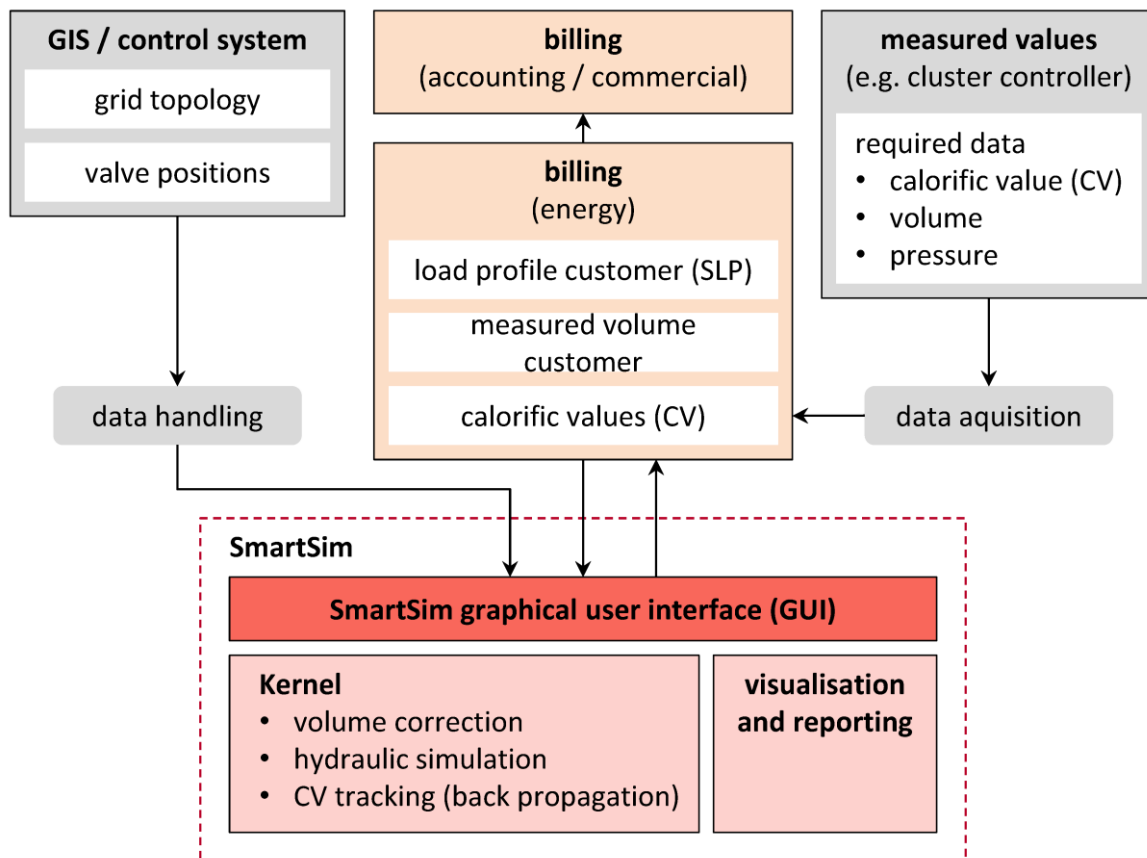 GIS / control system
grid topology
valve positions
billing
(accounting / commercial)
billing
(energy)
load profile customer (SLP)
measured volume
customer
calorific values (CV)
measured values
(e.g. cluster controller)
required data
• calorific value (CV)
• volume
• pressure
data handling
data aquisition
SmartSim
SmartSim graphical user interface (GUI)
Kernel
• volume correction
• hydraulic simulation
• CV tracking (back propagation)
visualisation
and reporting